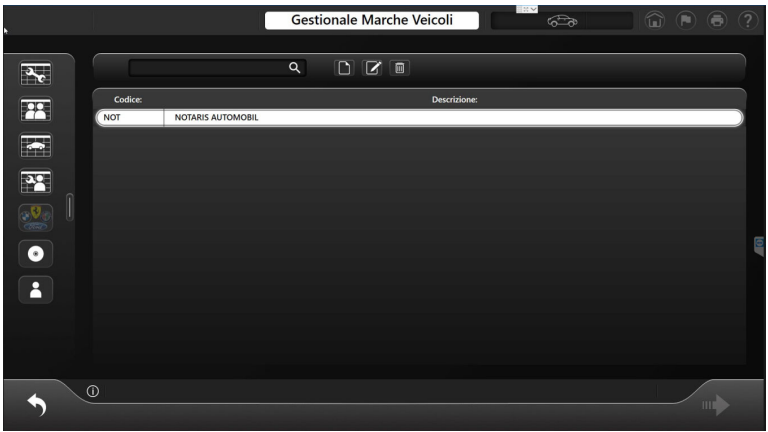 Gestionale Marche Veicoli
Codice: Descrizione:
NOT NOTARIS AUTOMOBIL